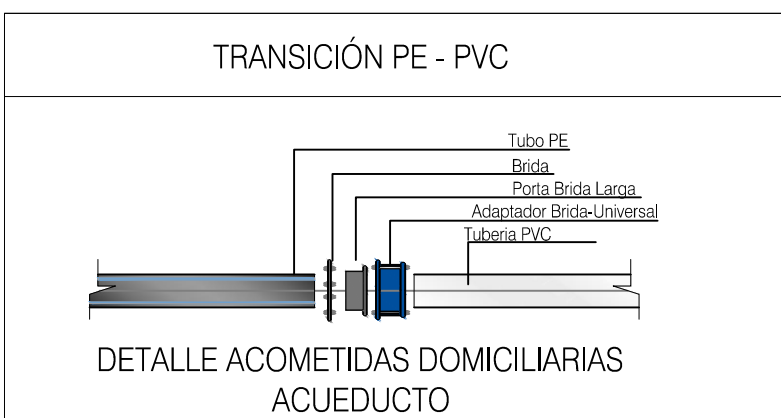 TRANSICIÓN PE - PVC
Tubo PE
Brida
Porta Brida Larga
Adaptador Brida-Universal
Tuberia PVC
DETALLE ACOMETIDAS DOMICILIARIAS
ACUEDUCTO